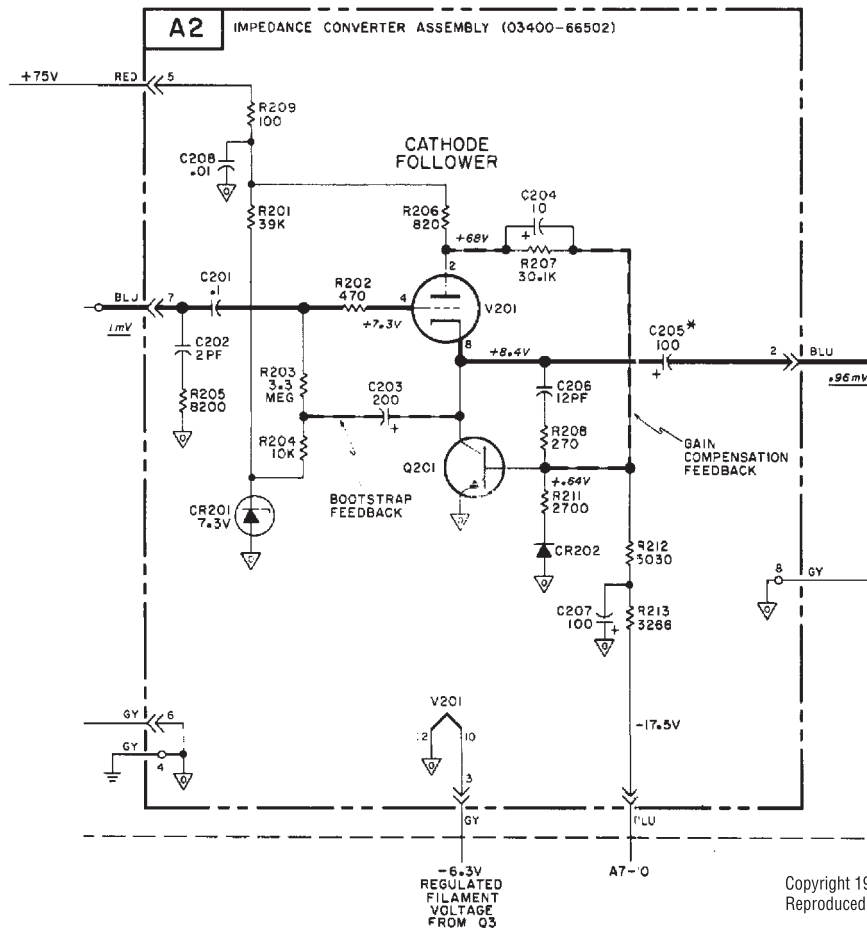 A2 IMPEDANCE CONVERTER ASSEMBLY (03400-66502)
+75V
RED
5
R209
100
C208
.01
CATHODE
FOLLOWER
R201
39K
R206
820
C204
10
+
+68V
R207
30.1K
2
C201
.1
R202
470
4
V201
BLU
7
+7.3V
1mV
8
+8.4V
C205*
100
+
2
BLU
.96mV
C202
2PF
R205
8200
R203
3.3
MEG
C203
200
+
C206
12PF
R208
270
R204
10K
Q201
+.64V
GAIN
COMPENSATION
FEEDBACK
BOOTSTRAP
FEEDBACK
CR201
7.3V
R211
2700
CR202
R212
3030
8
GY
C207
100
+
R213
3266
V201
12
10
-17.5V
GY
6
GY
4
3
GY
BLU
-6.3V
REGULATED
FILAMENT
VOLTAGE
FROM Q3
A7-10
Copyright 19
Reproduced